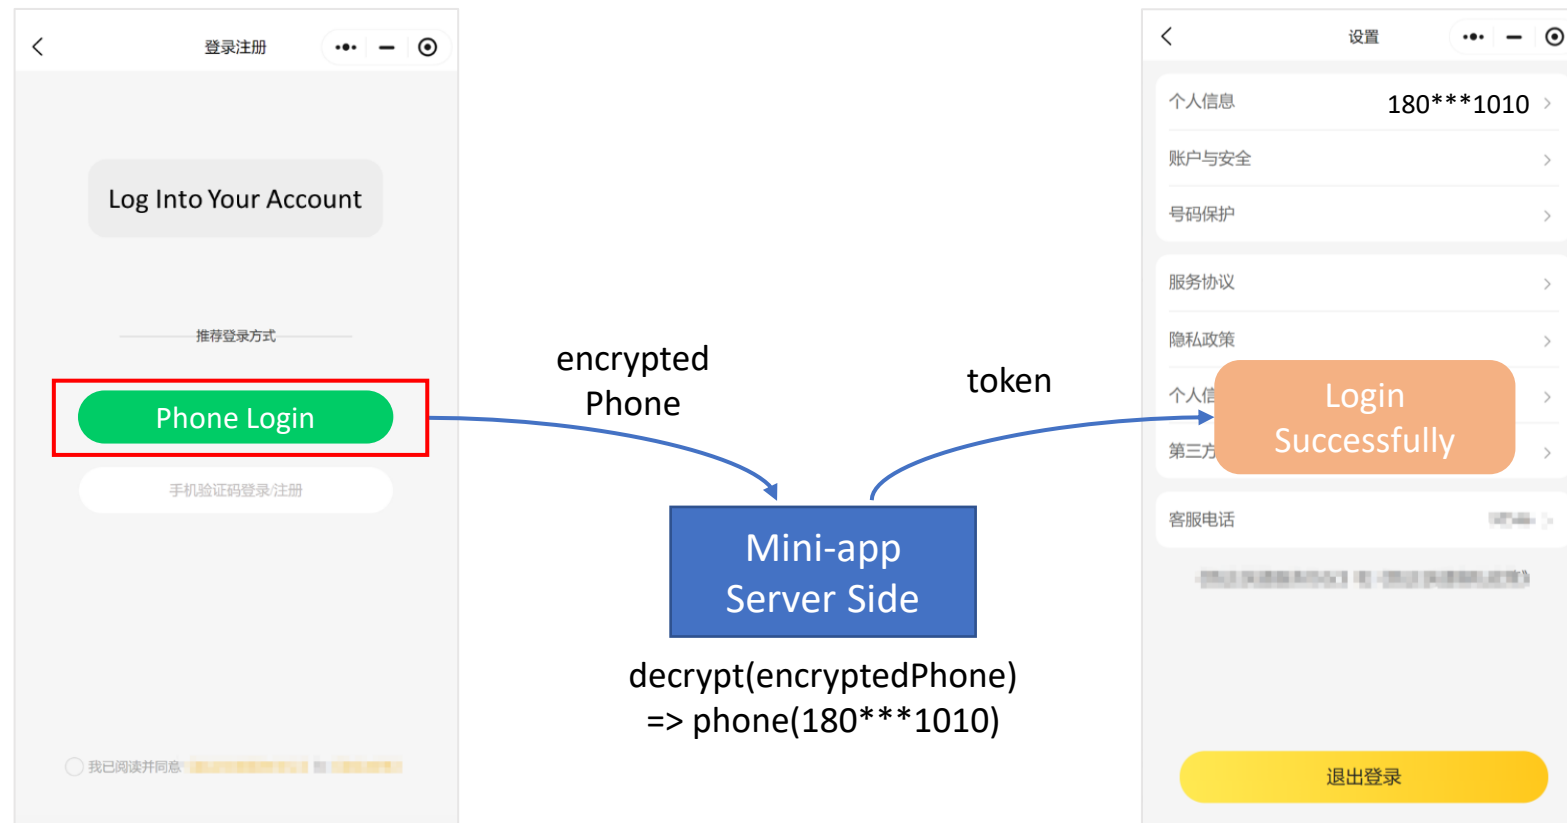 登录注册
Log Into Your Account
推荐登录方式
Phone Login
手机验证码登录/注册
我已阅读并同意
encrypted
Phone
token
Mini-app
Server Side
decrypt(encryptedPhone)
=> phone(180***1010)
设置
个人信息 180***1010
账户与安全
号码保护
服务协议
隐私政策
个人信
第三方
Login
Successfully
客服电话
退出登录